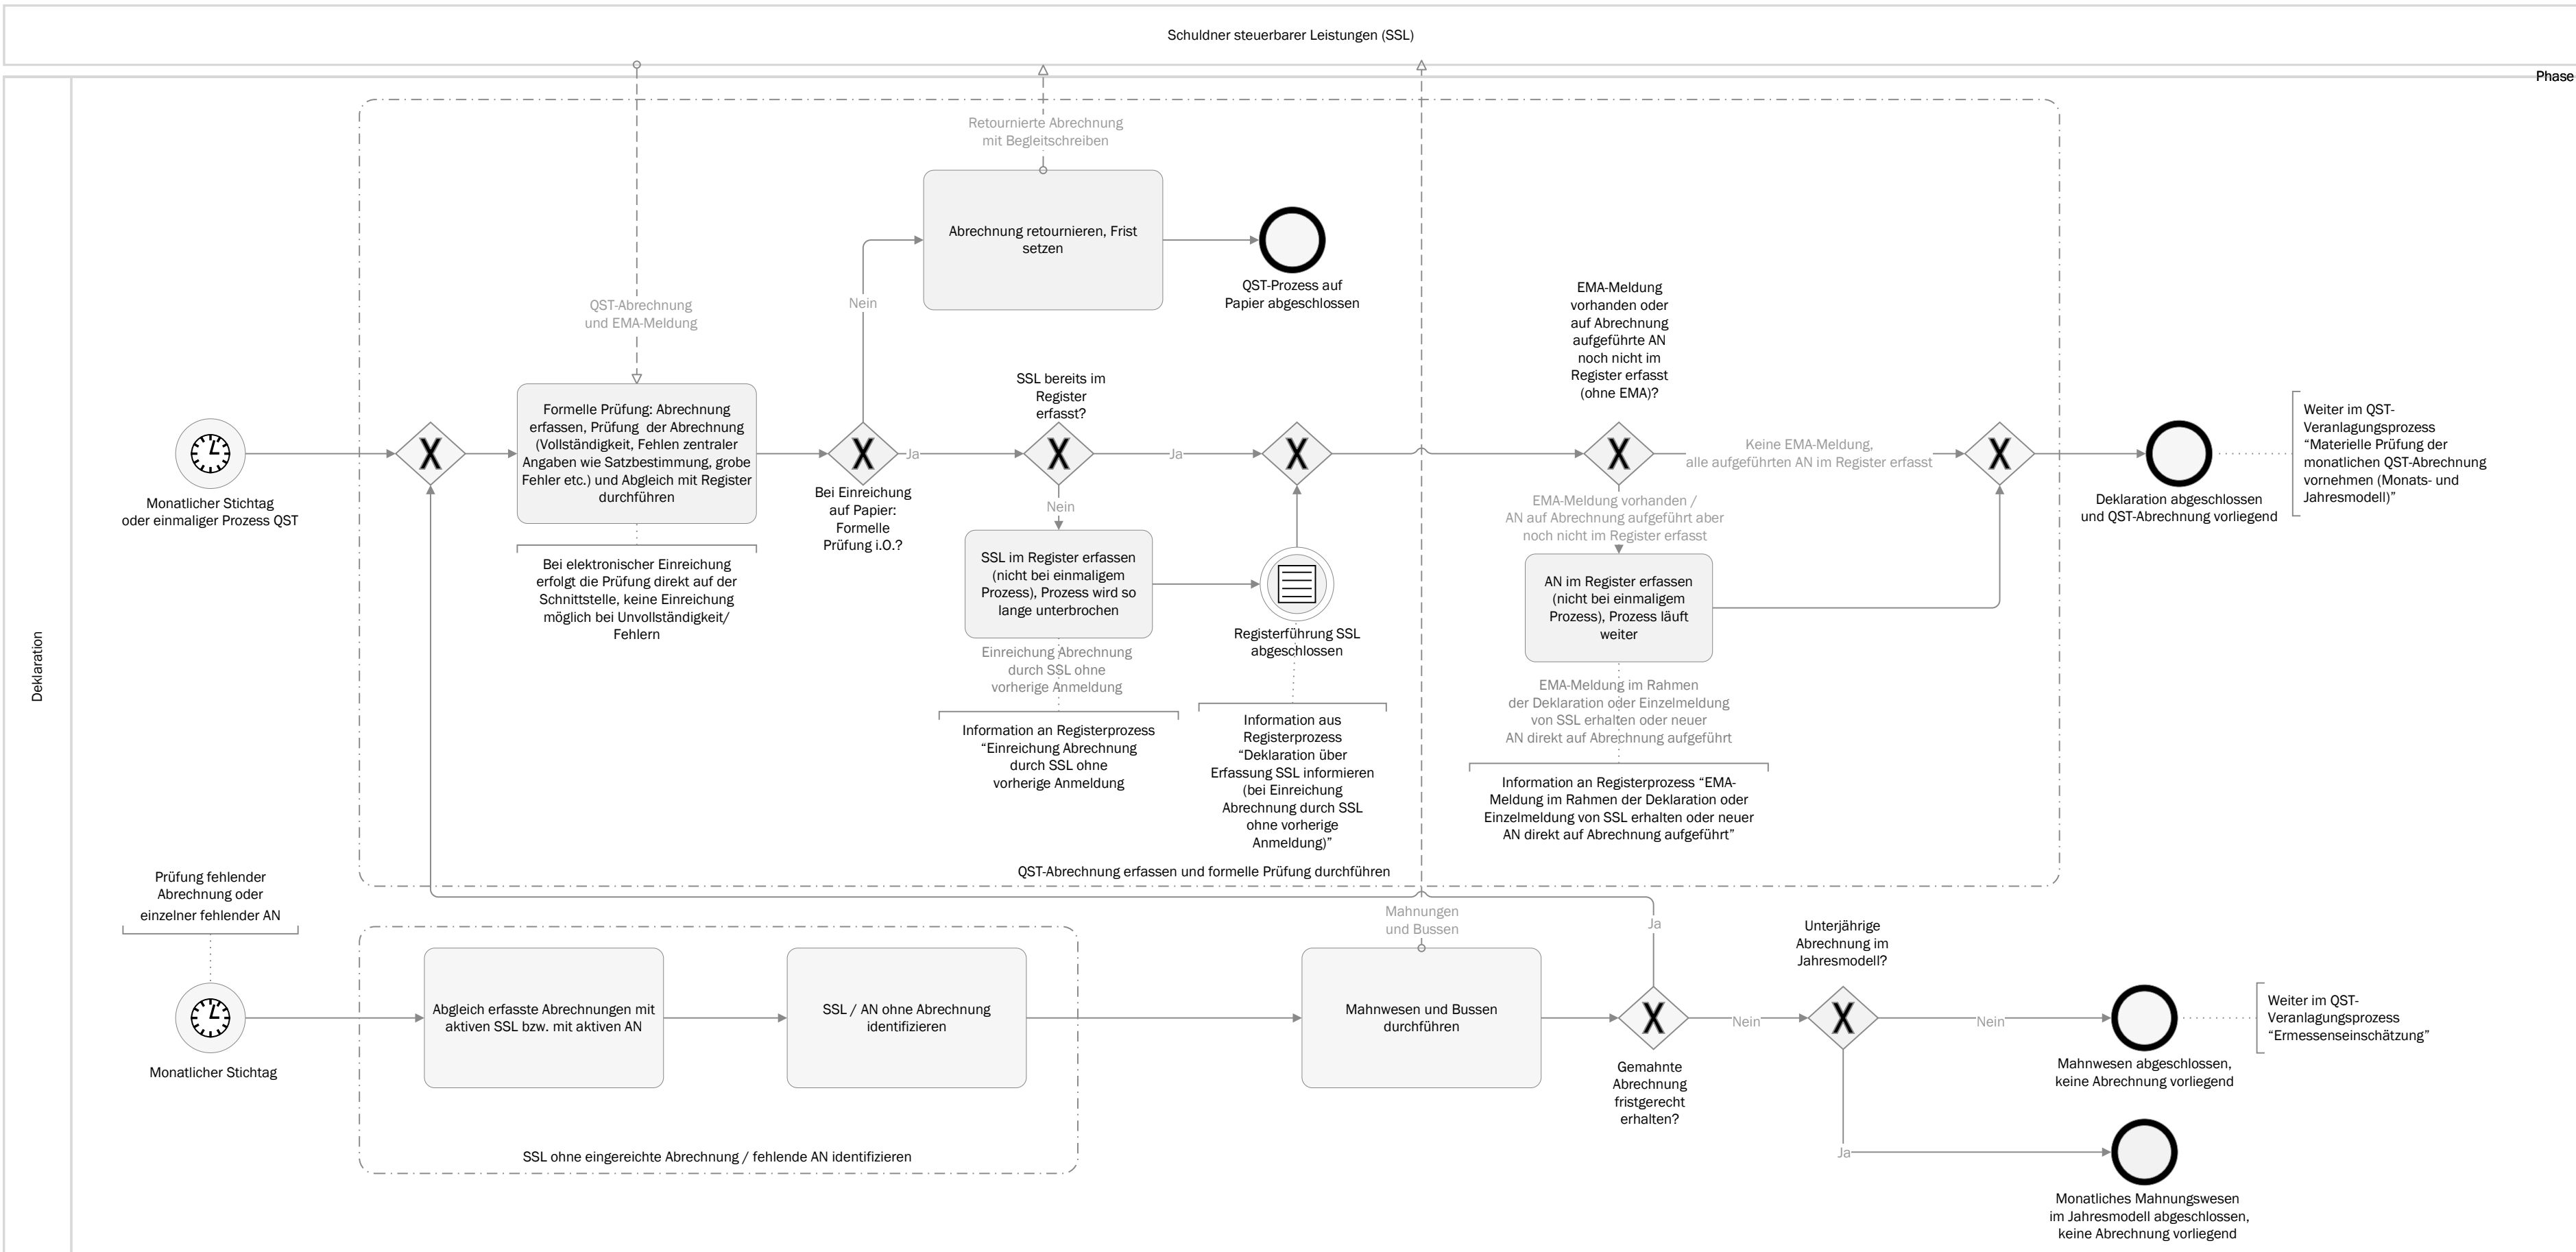 Schuldner steuerbarer Leistungen (SSL)
Phase
Deklaration
Retournierte Abrechnung
mit Begleitschreiben
Abrechnung retournieren, Frist
setzen
QST-Prozess auf
Papier abgeschlossen
Nein
QST-Abrechnung
und EMA-Meldung
Monatlicher Stichtag
oder einmaliger Prozess QST
X
Formelle Prüfung: Abrechnung
erfassen, Prüfung der Abrechnung
(Vollständigkeit, Fehlen zentraler
Angaben wie Satzbestimmung, grobe
Fehler etc.) und Abgleich mit Register
durchführen
Bei elektronischer Einreichung
erfolgt die Prüfung direkt auf der
Schnittstelle, keine Einreichung
möglich bei Unvollständigkeit/
Fehlern
X
Bei Einreichung
auf Papier:
Formelle
Prüfung i.O.?
Ja
SSL bereits im
Register
erfasst?
X
Ja
Nein
SSL im Register erfassen
(nicht bei einmaligem
Prozess), Prozess wird so
lange unterbrochen
Einreichung Abrechnung
durch SSL ohne
vorherige Anmeldung
Information an Registerprozess
“Einreichung Abrechnung
durch SSL ohne
vorherige Anmeldung
X
Registerführung SSL
abgeschlossen
Information aus
Registerprozess
“Deklaration über
Erfassung SSL informieren
(bei Einreichung
Abrechnung durch SSL
ohne vorherige
Anmeldung)”
EMA-Meldung
vorhanden oder
auf Abrechnung
aufgeführte AN
noch nicht im
Register erfasst
(ohne EMA)?
X
Keine EMA-Meldung,
alle aufgeführten AN im Register erfasst
EMA-Meldung vorhanden /
AN auf Abrechnung aufgeführt aber
noch nicht im Register erfasst
AN im Register erfassen
(nicht bei einmaligem
Prozess), Prozess läuft
weiter
EMA-Meldung im Rahmen
der Deklaration oder Einzelmeldung
von SSL erhalten oder neuer
AN direkt auf Abrechnung aufgeführt
Information an Registerprozess “EMA-
Meldung im Rahmen der Deklaration oder
Einzelmeldung von SSL erhalten oder neuer
AN direkt auf Abrechnung aufgeführt”
X
Deklaration abgeschlossen
und QST-Abrechnung vorliegend
Weiter im QST-
Veranlagungsprozess
“Materielle Prüfung der
monatlichen QST-Abrechnung
vornehmen (Monats- und
Jahresmodell)”
QST-Abrechnung erfassen und formelle Prüfung durchführen
Prüfung fehlender
Abrechnung oder
einzelner fehlender AN
Monatlicher Stichtag
Abgleich erfasste Abrechnungen mit
aktiven SSL bzw. mit aktiven AN
SSL / AN ohne Abrechnung
identifizieren
SSL ohne eingereichte Abrechnung / fehlende AN identifizieren
Mahnungen
und Bussen
Mahnwesen und Bussen
durchführen
Ja
X
Gemahnte
Abrechnung
fristgerecht
erhalten?
Nein
Unterjährige
Abrechnung im
Jahresmodell?
X
Nein
Mahnwesen abgeschlossen,
keine Abrechnung vorliegend
Weiter im QST-
Veranlagungsprozess
“Ermessenseinschätzung”
Ja
Monatliches Mahnungswesen
im Jahresmodell abgeschlossen,
keine Abrechnung vorliegend